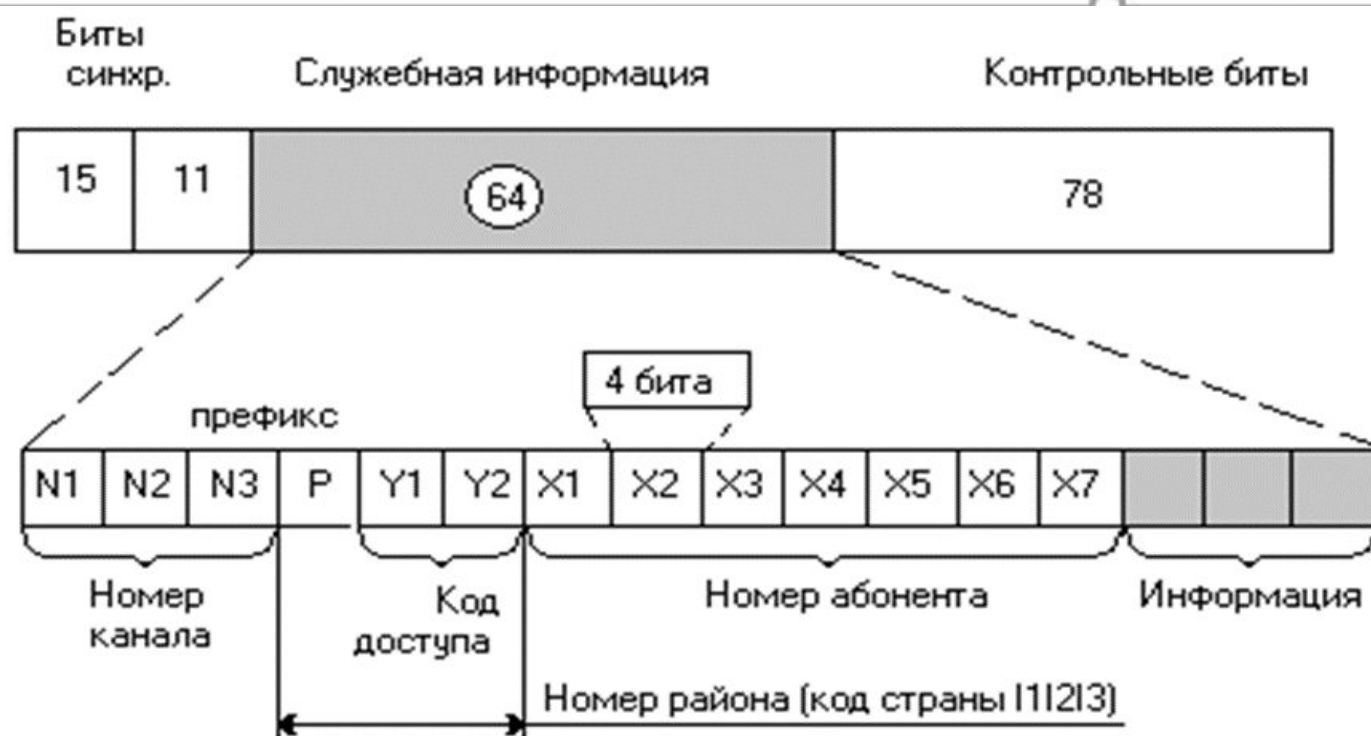 Биты
синхр.
Служебная информация
Контрольные биты
15 11 64 78
4 бита
префикс
N1 N2 N3 P Y1 Y2 X1 X2 X3 X4 X5 X6 X7
Номер
канала
Код
доступа
Номер абонента
Информация
Номер района (код страны I1I2I3)